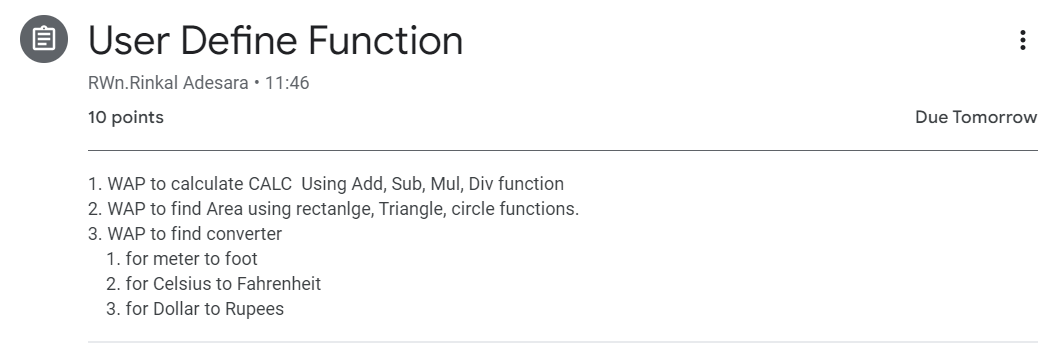 User Define Function
RWn.Rinkal Adesara • 11:46
10 points
Due Tomorrow
1. WAP to calculate CALC  Using Add, Sub, Mul, Div function
2. WAP to find Area using rectanlge, Triangle, circle functions.
3. WAP to find converter
1. for meter to foot
2. for Celsius to Fahrenheit
3. for Dollar to Rupees